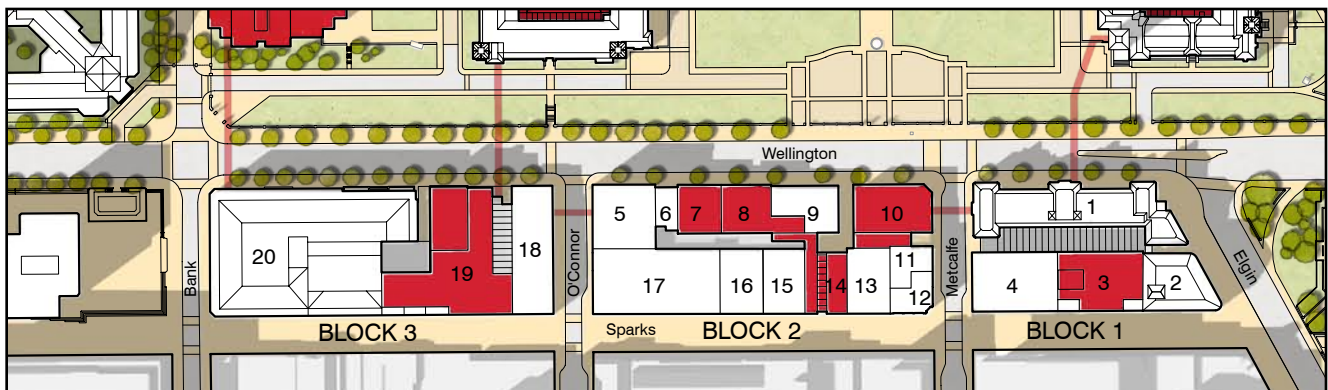 Wellington
1
5
6
7
8
9
10
18
O'Connor
Metcalfe
Elgin
20
19
17
16
15
14
13
11
12
4
3
2
Bank
BLOCK 3
Sparks
BLOCK 2
BLOCK 1